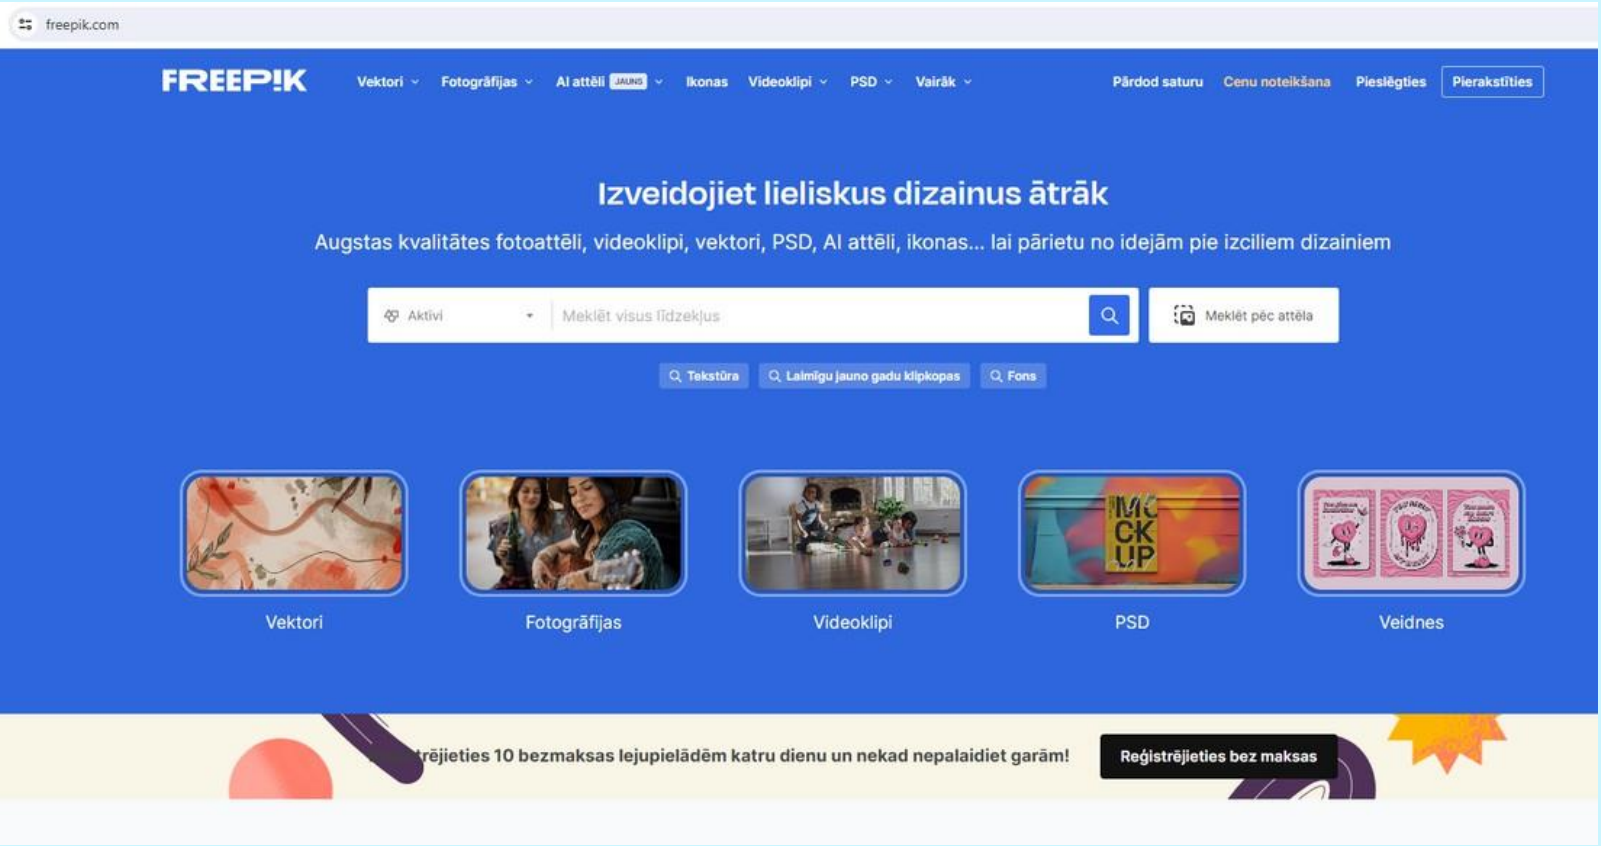 freepik.com
FREEP!K Vektori Fotogrāfijas AI attēli JAUNS Ikonas Videoklipi PSD Vairāk Pārdod saturu Cenu noteikšana Pieslēgties Pierakstīties
Izveidojiet lieliskus dizainus ātrāk
Augstas kvalitātes fotoattēli, videoklipi, vektori, PSD, AI attēli, ikonas... lai pārietu no idejām pie izciliem dizainiem
Aktīvi Meklēt visus līdzekļus Meklēt pēc attēla
Tekstūra Laimīgu jauno gadu klipkopas Fons
MOCK
UP
Vektori Fotogrāfijas Videoklipi PSD Veidnes
trējieties 10 bezmaksas lejupielādēm katru dienu un nekad nepalaidiet garām! Reģistrējieties bez maksas